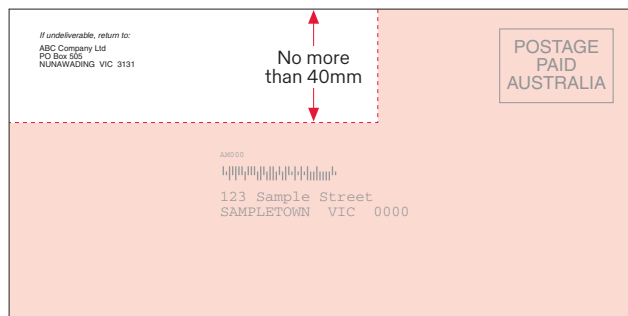 If undeliverable, return to:
ABC Company Ltd
PO Box 505
NUNAWADING VIC 3131
No more
than 40mm
POSTAGE
PAID
AUSTRALIA
AM000
123 Sample Street
SAMPLETOWN VIC 0000